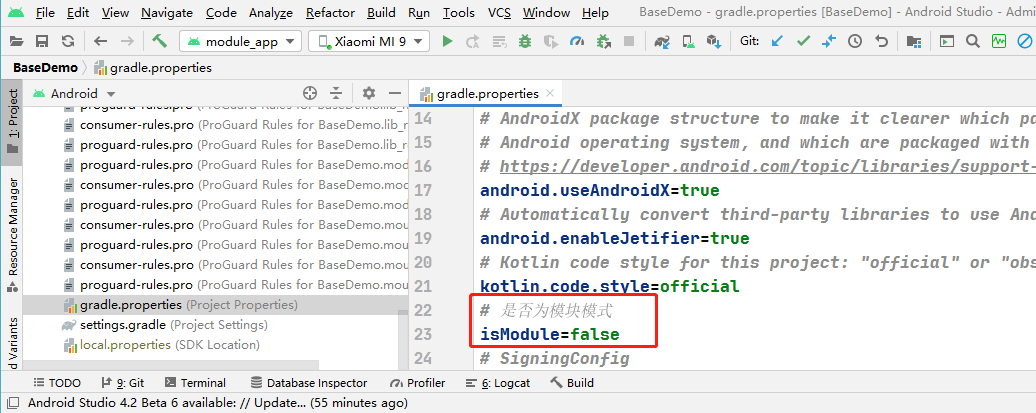 File Edit View Navigate Code Analyze Refactor Build Run Tools VCS Window Help BaseDemo - gradle.properties [BaseDemo] - Android Studio - Admi
module_app Xiaomi MI 9 Git:
BaseDemo gradle.properties
1: Project
Resource Manager
d Variants
Android
proguard-rules.pro (ProGuard Rules for BaseDemo.lib_r
consumer-rules.pro (ProGuard Rules for BaseDemo.lib_r
proguard-rules.pro (ProGuard Rules for BaseDemo.lib_r
proguard-rules.pro (ProGuard Rules for BaseDemo.mod
consumer-rules.pro (ProGuard Rules for BaseDemo.mod
proguard-rules.pro (ProGuard Rules for BaseDemo.mod
consumer-rules.pro (ProGuard Rules for BaseDemo.mou
proguard-rules.pro (ProGuard Rules for BaseDemo.mou
consumer-rules.pro (ProGuard Rules for BaseDemo.mou
proguard-rules.pro (ProGuard Rules for BaseDemo.mou
gradle.properties (Project Properties)
settings.gradle (Project Settings)
local.properties (SDK Location)
gradle.properties
14 # AndroidX package structure to make it clearer which pa
15 # Android operating system, and which are packaged with
16 # https://developer.android.com/topic/libraries/support-
17 android.useAndroidX=true
18 # Automatically convert third-party libraries to use And
19 android.enableJetifier=true
20 # Kotlin code style for this project: "official" or "obs
21 kotlin.code.style=official
22 # 是否为模块模式
23 isModule=false
24 # SigningConfig
TODO 9: Git Terminal Database Inspector Profiler 6: Logcat Build
Android Studio 4.2 Beta 6 available: // Update... (55 minutes ago)